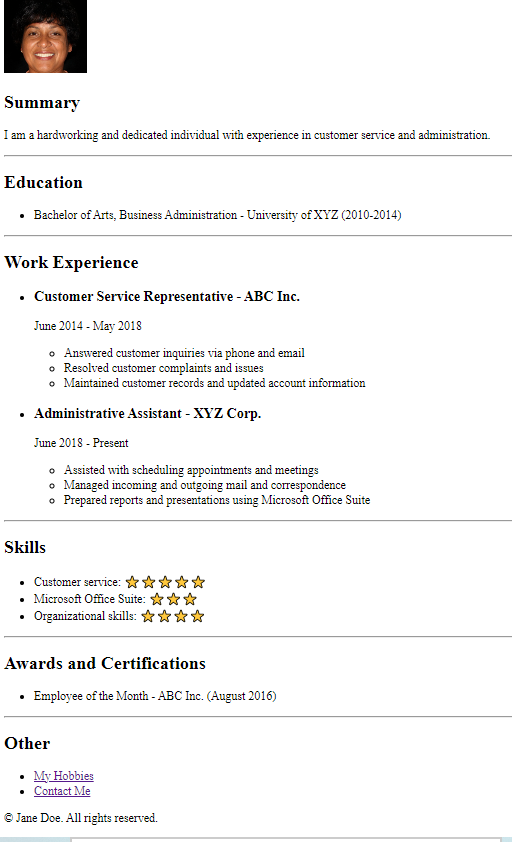 Summary
I am a hardworking and dedicated individual with experience in customer service and administration.
Education
Bachelor of Arts, Business Administration - University of XYZ (2010-2014)
Work Experience
Customer Service Representative - ABC Inc.
June 2014 - May 2018
Answered customer inquiries via phone and email
Resolved customer complaints and issues
Maintained customer records and updated account information
Administrative Assistant - XYZ Corp.
June 2018 - Present
Assisted with scheduling appointments and meetings
Managed incoming and outgoing mail and correspondence
Prepared reports and presentations using Microsoft Office Suite
Skills
Customer service: ⭐⭐⭐⭐⭐
Microsoft Office Suite: ⭐⭐⭐
Organizational skills: ⭐⭐⭐⭐
Awards and Certifications
Employee of the Month - ABC Inc. (August 2016)
Other
My Hobbies
Contact Me
© Jane Doe. All rights reserved.